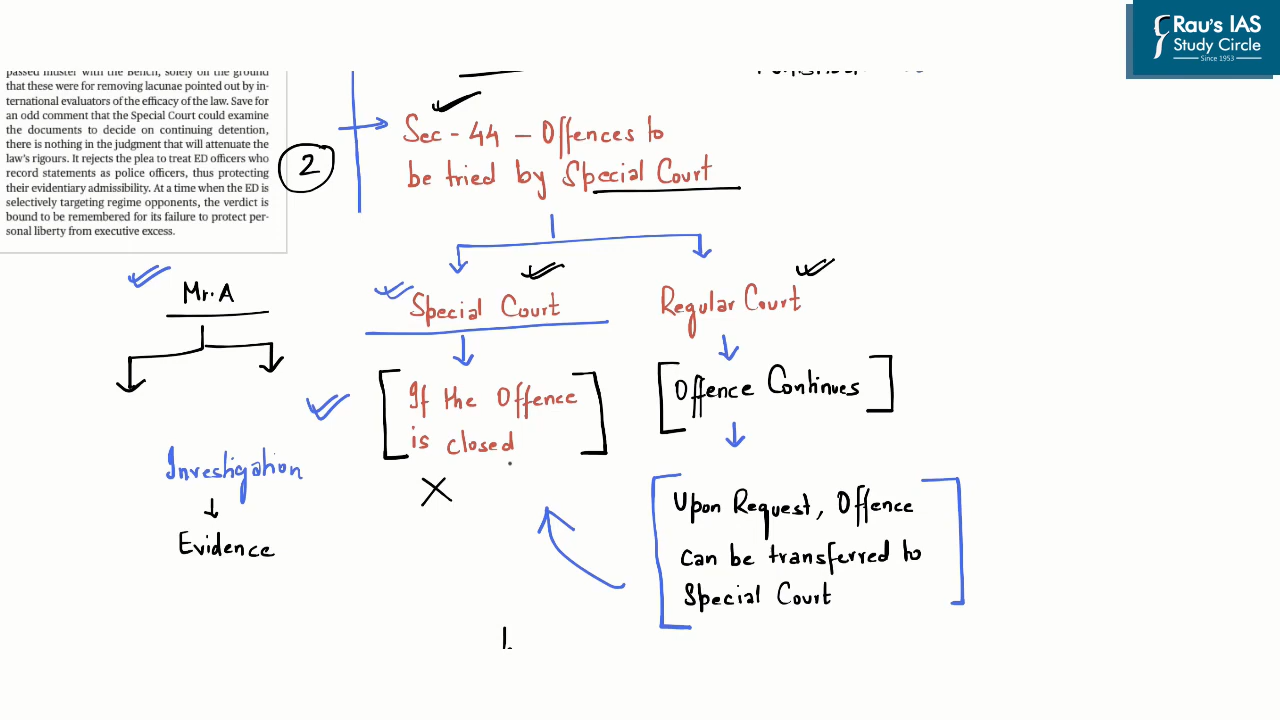 Rau's IAS
Study Circle
Since 1953
passed muster with the Bench, solely on the ground
that these were for removing lacunae pointed out by in-
ternational evaluators of the efficacy of the law. Save for
an odd comment that the Special Court could examine
the documents to decide on continuing detention,
there is nothing in the judgment that will attenuate the
law's rigours. It rejects the plea to treat ED officers who
record statements as police officers, thus protecting
their evidentiary admissibility. At a time when the ED is
selectively targeting regime opponents, the verdict is
bound to be remembered for its failure to protect per-
sonal liberty from executive excess.
2
Sec - 44 – Offences to
be tried by Special Court
Mr. A
Special Court
Regular Court
If the Offence
is closed
Offence Continues
Investigation
Evidence
X
Upon Request, Offence
can be transferred to
Special Court